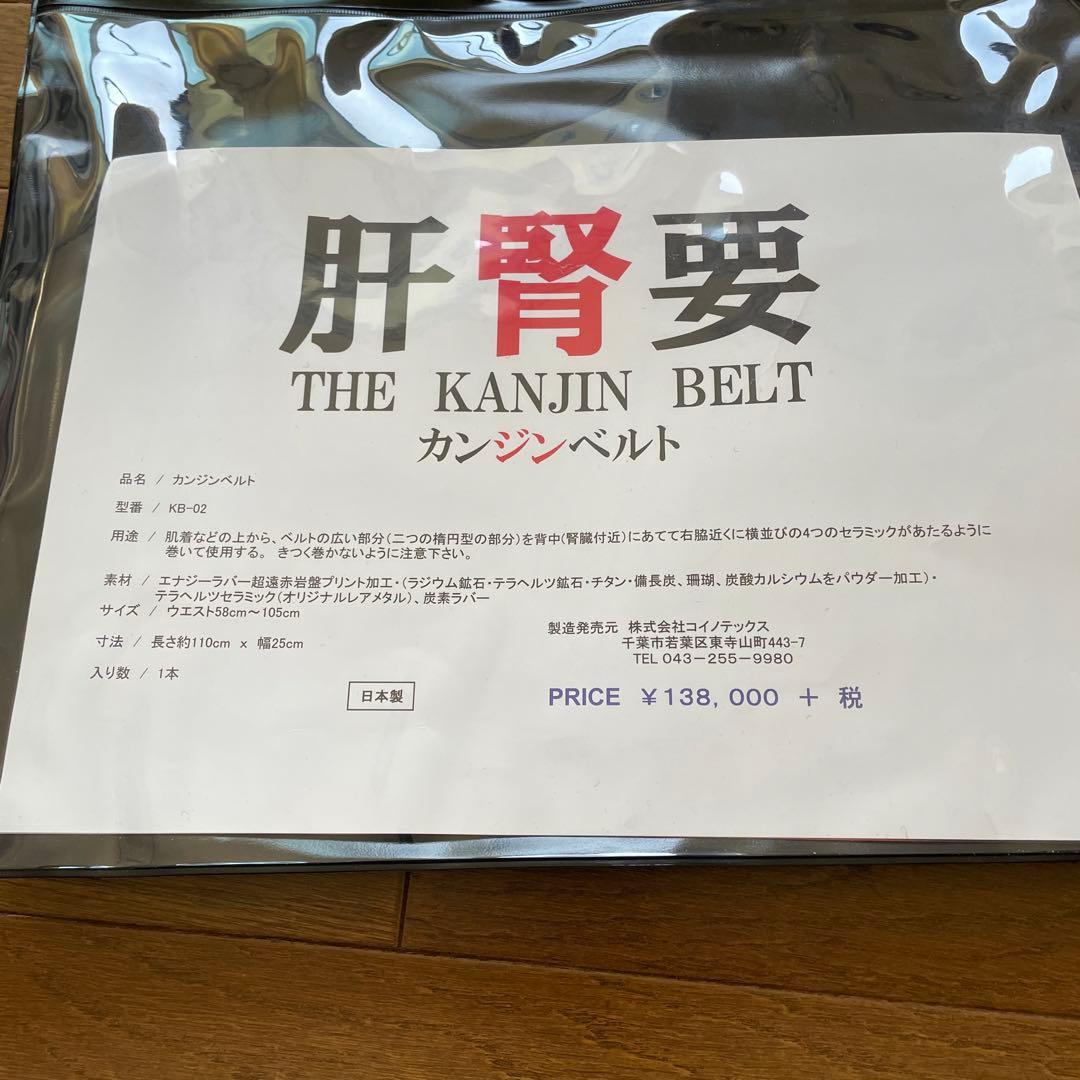 肝腎要
THE KANJIN BELT
カンジンベルト
品名 / カンジンベルト
型番 / KB-02
用途 / 肌着などの上から、ベルトの広い部分(二つの楕円型の部分)を背中(腎臓付近)にあてて右脇近くに横並びの4つのセラミックがあたるように
巻いて使用する。 きつく巻かないように注意下さい。
素材 / エナジーラバー超遠赤岩盤プリント加工・(ラジウム鉱石・テラヘルツ鉱石・チタン・備長炭、珊瑚、炭酸カルシウムをパウダー加工)・
テラヘルツセラミック(オリジナルレアメタル)、炭素ラバー
サイズ / ウエスト58cm〜105cm
寸法 / 長さ約110cm x 幅25cm
入り数 / 1本
日本製
製造発売元 株式会社コイノテックス
千葉市若葉区東寺山町443-7
TEL 043-255-9980
PRICE ¥138,000 + 税